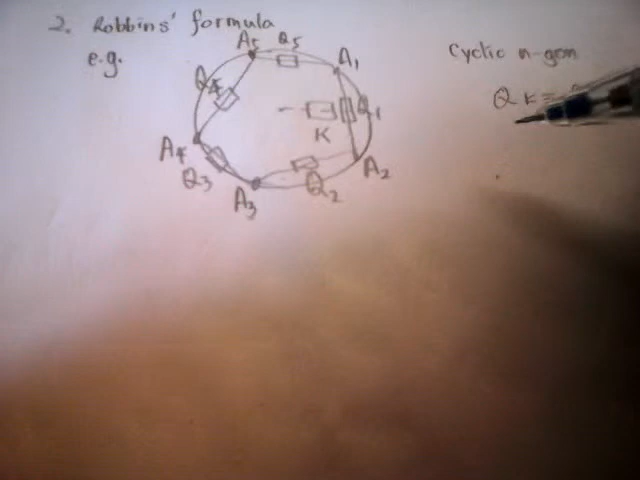 2. Robbins' formula
e.g.
A5 Q5 A1
Cyclic n-gon
Q4
Q1
Q K =
K
A4
A2
Q3
Q2
A3